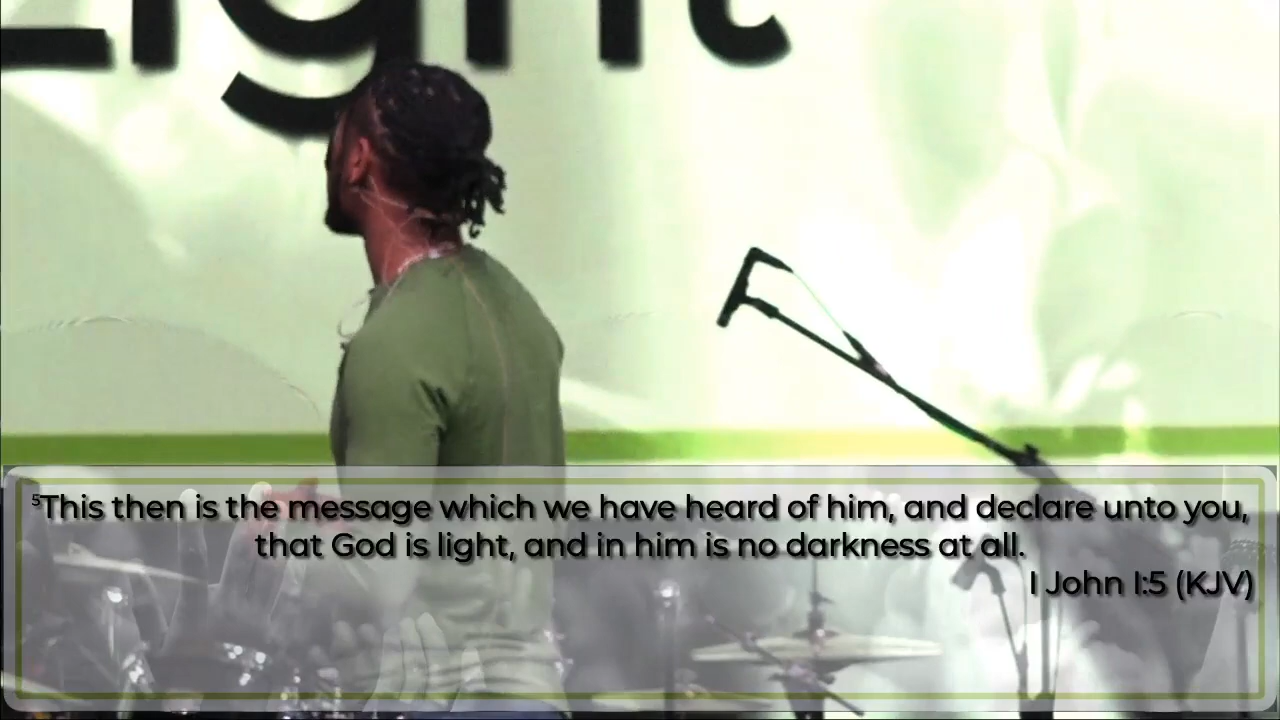 Light
⁵This then is the message which we have heard of him, and declare unto you,
that God is light, and in him is no darkness at all.
I John I:5 (KJV)